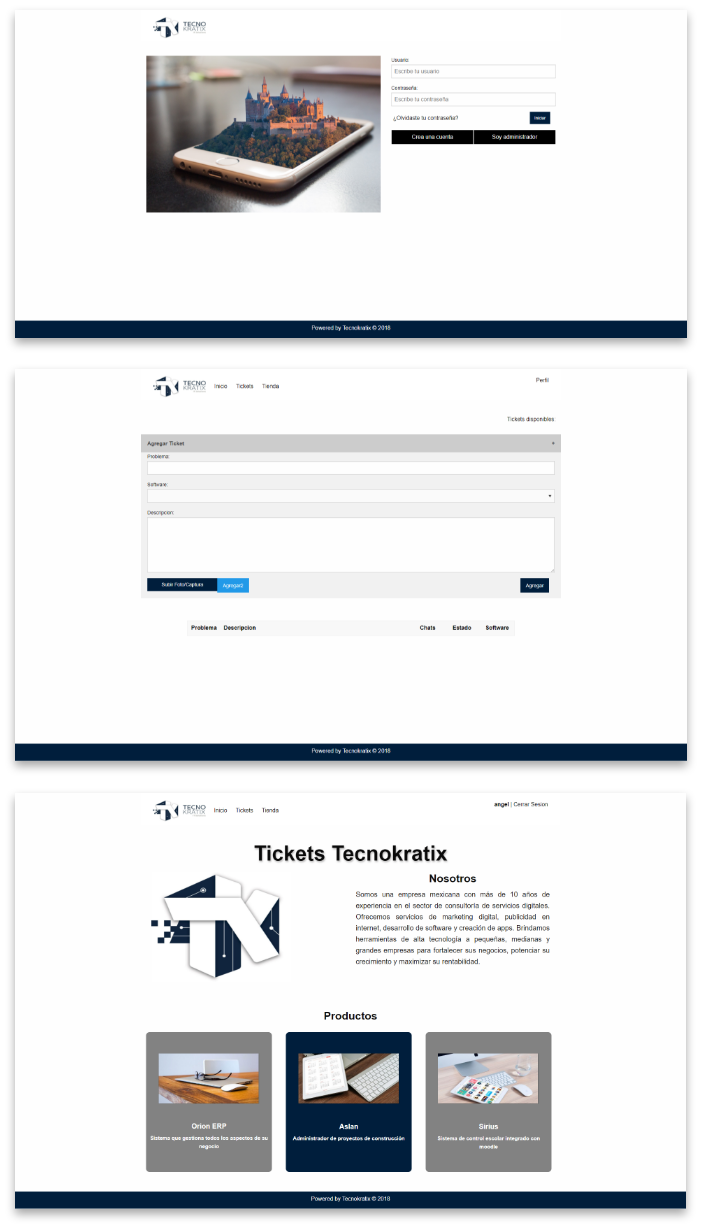 TECNO
KRATIX
Usuario:
Escribe tu usuario
Contraseña:
Escribe tu contraseña
¿Olvidaste tu contraseña? Iniciar
Crea una cuenta Soy administrador
Powered by Tecnokratix © 2018
TECNO
KRATIX
Inicio Tickets Tienda
Perfil
Tickets disponibles
Agregar Ticket
Problema:
Software:
Descripcion:
Subir Foto/Captura Agregar2 Agregar
Problema Descripcion Chats Estado Software
Powered by Tecnokratix © 2018
TECNO
KRATIX
Inicio Tickets Tienda
angel | Cerrar Sesion
Tickets Tecnokratix
Nosotros
Somos una empresa mexicana con más de 10 años de
experiencia en el sector de consultoría de servicios digitales.
Ofrecemos servicios de marketing digital, publicidad en
internet, desarrollo de software y creación de apps. Brindamos
herramientas de alta tecnología a pequeñas, medianas y
grandes empresas para fortalecer sus negocios, potenciar su
crecimiento y maximizar su rentabilidad.
Productos
Orion ERP
Sistema que gestiona todos los aspectos de su
negocio
Aslan
Administrador de proyectos de construcción
Sirius
Sistema de control escolar integrado con
moodle
Powered by Tecnokratix © 2018